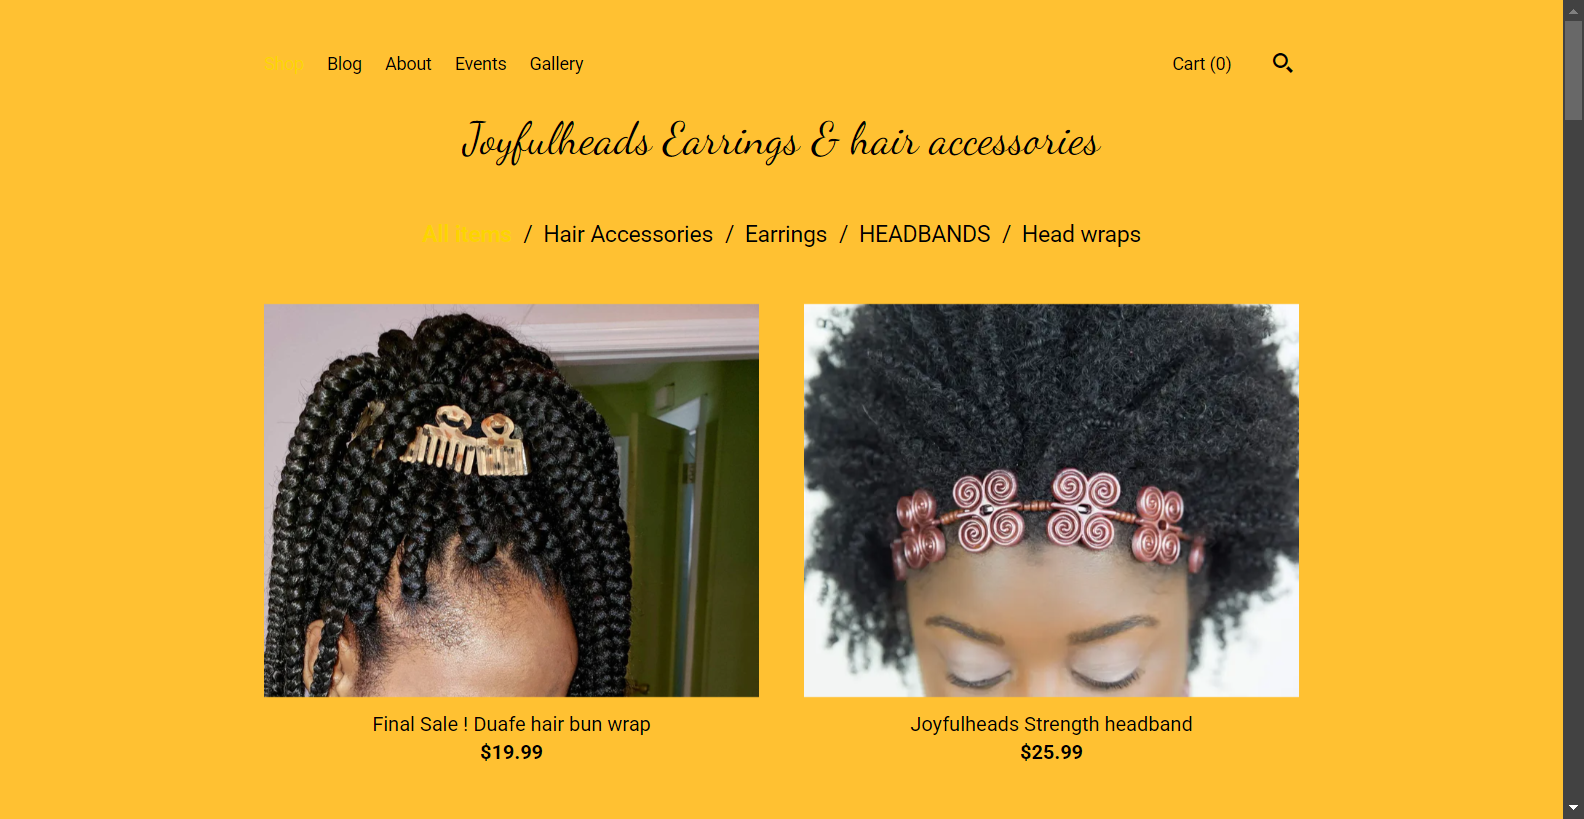 Shop Blog About Events Gallery Cart (0)
Joyfulheads Earrings & hair accessories
All items / Hair Accessories / Earrings / HEADBANDS / Head wraps
Final Sale ! Duafe hair bun wrap
$19.99
Joyfulheads Strength headband
$25.99